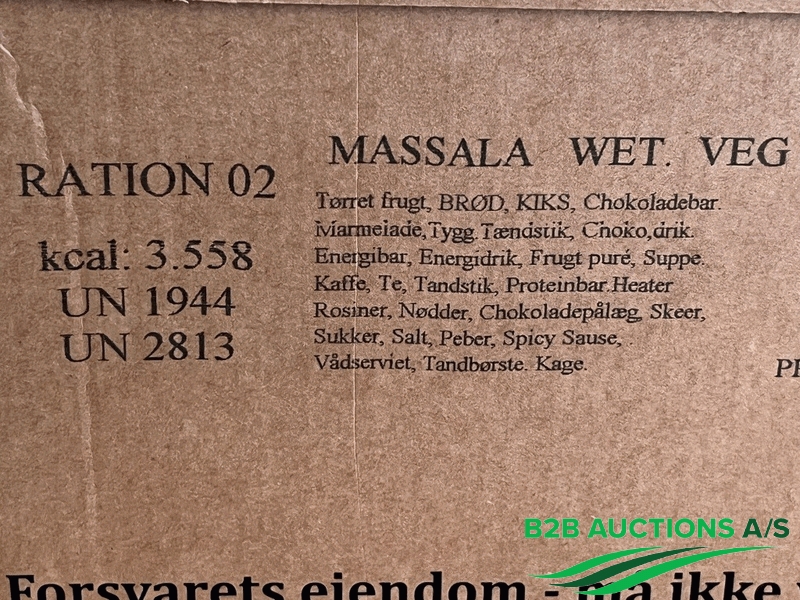 MASSALA WET. VEG
RATION 02
kcal: 3.558
UN 1944
UN 2813
Tørret frugt, BRØD, KIKS, Chokoladebar.
Marmelade,Tygg.Tændstik, Choko,drik.
Energibar, Energidrik, Frugt puré, Suppe.
Kaffe, Te, Tandstik, Proteinbar.Heater
Rosiner, Nødder, Chokoladepålæg, Skeer,
Sukker, Salt, Peber, Spicy Sause, .
Vådserviet, Tandbørste. Kage.
B2B AUCTIONS A/S
Forsvarets ejendom - må ikke